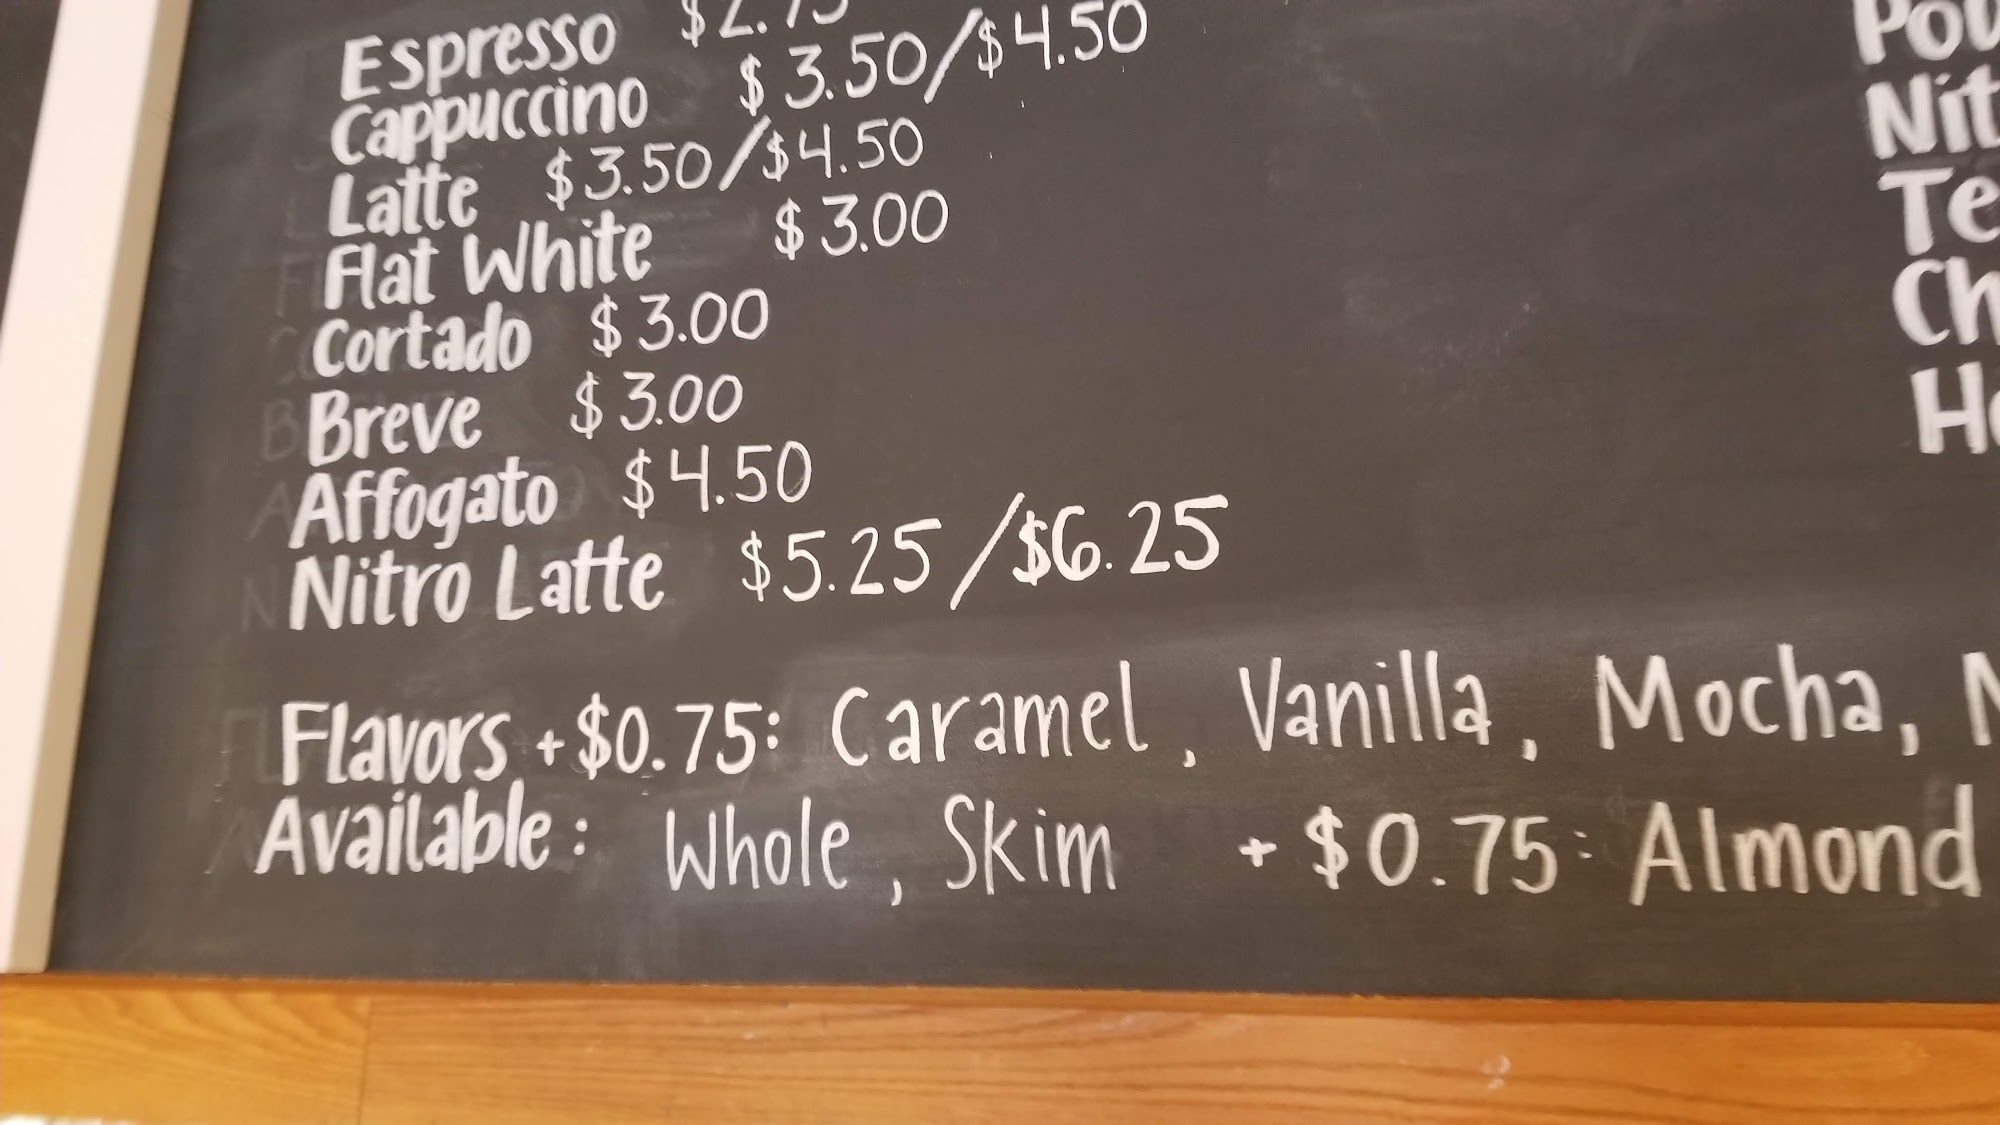 Espresso $2.75
Cappuccino $3.50/$4.50
Latte $3.50/$4.50
Flat White $3.00
Cortado $3.00
Breve $3.00
Affogato $4.50
Nitro Latte $5.25/$6.25
Flavors +$0.75: Caramel, Vanilla, Mocha,
Available: Whole, Skim +$0.75: Almond